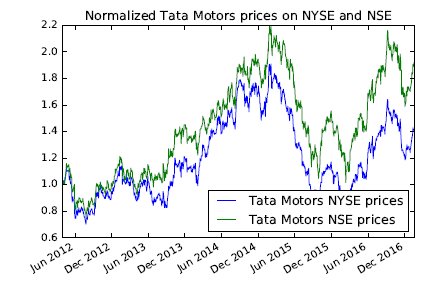 Normalized Tata Motors prices on NYSE and NSE
2.2
2.0
1.8
1.6
1.4
1.2
1.0
0.8
0.6
Tata Motors NYSE prices
Tata Motors NSE prices
Jun 2012
Dec 2012
Jun 2013
Dec 2013
Jun 2014
Dec 2014
Jun 2015
Dec 2015
Jun 2016
Dec 2016